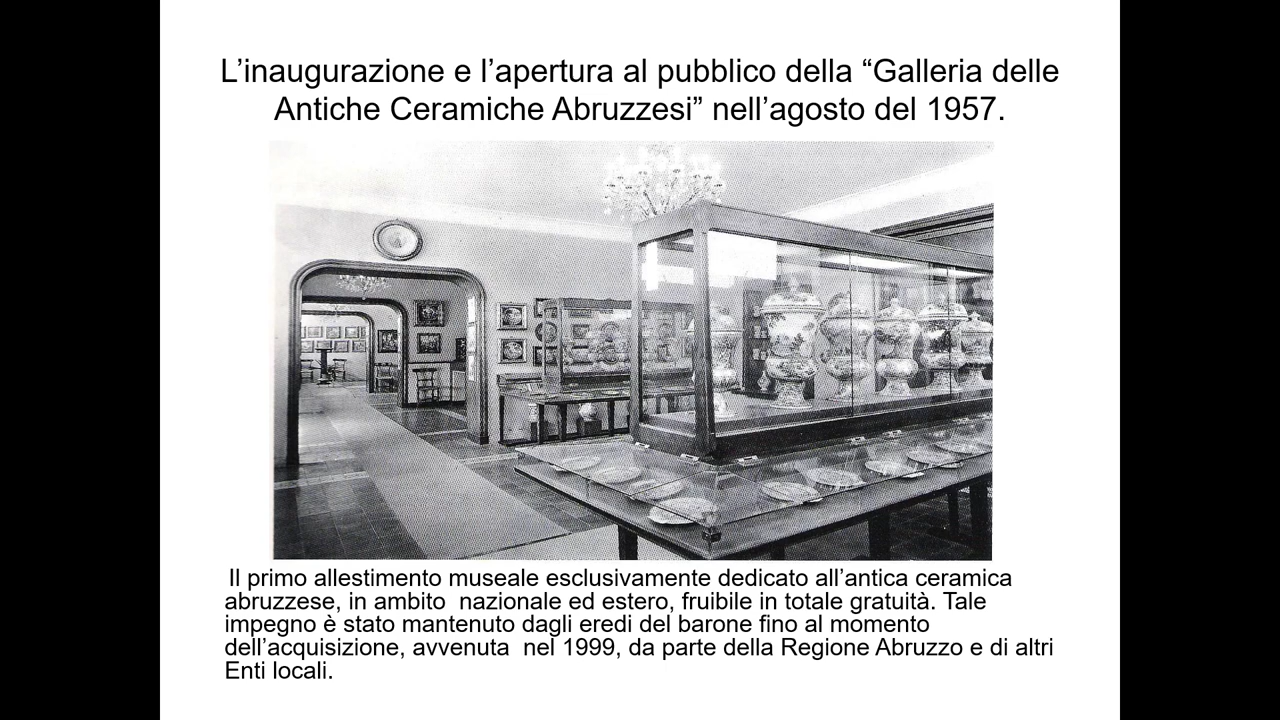 L’inaugurazione e l’apertura al pubblico della “Galleria delle
Antiche Ceramiche Abruzzesi” nell’agosto del 1957.
Il primo allestimento museale esclusivamente dedicato all’antica ceramica
abruzzese, in ambito  nazionale ed estero, fruibile in totale gratuità. Tale
impegno è stato mantenuto dagli eredi del barone fino al momento
dell’acquisizione, avvenuta  nel 1999, da parte della Regione Abruzzo e di altri
Enti locali.